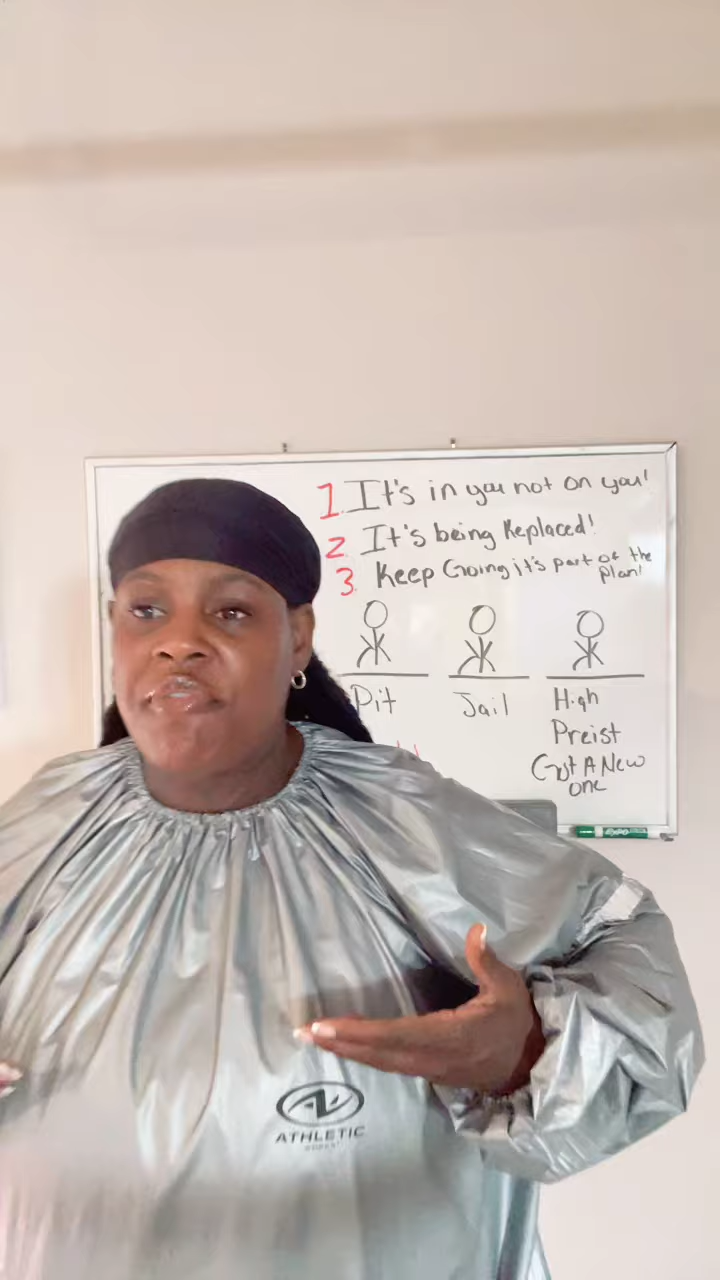 1. It's in you not on you!
2 It's being Replaced!
3. Keep Going it's part of the
plan!
Pit
Jail
High
Preist
Got A New
one
EXPO
ATHLETIC